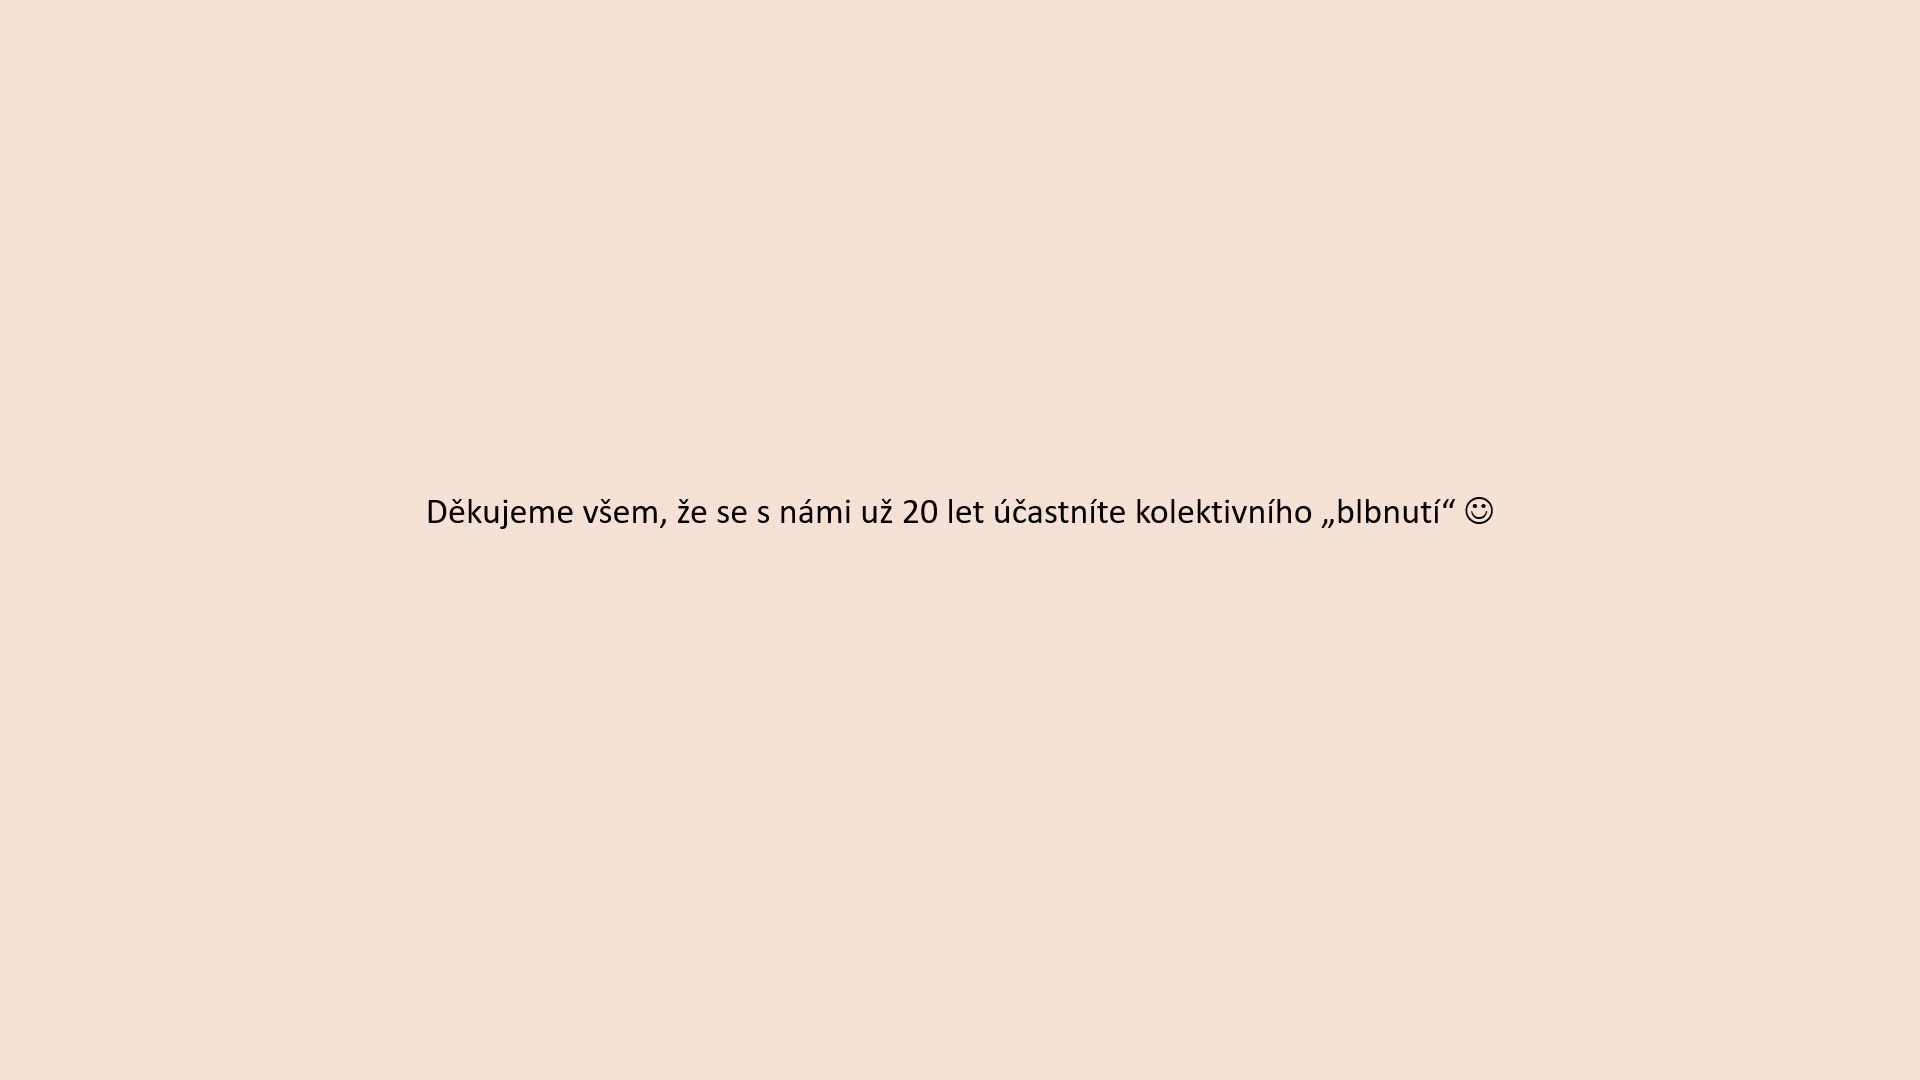 Děkujeme všem, že se s námi už 20 let účastníte kolektivního „blbnutí“ ☺